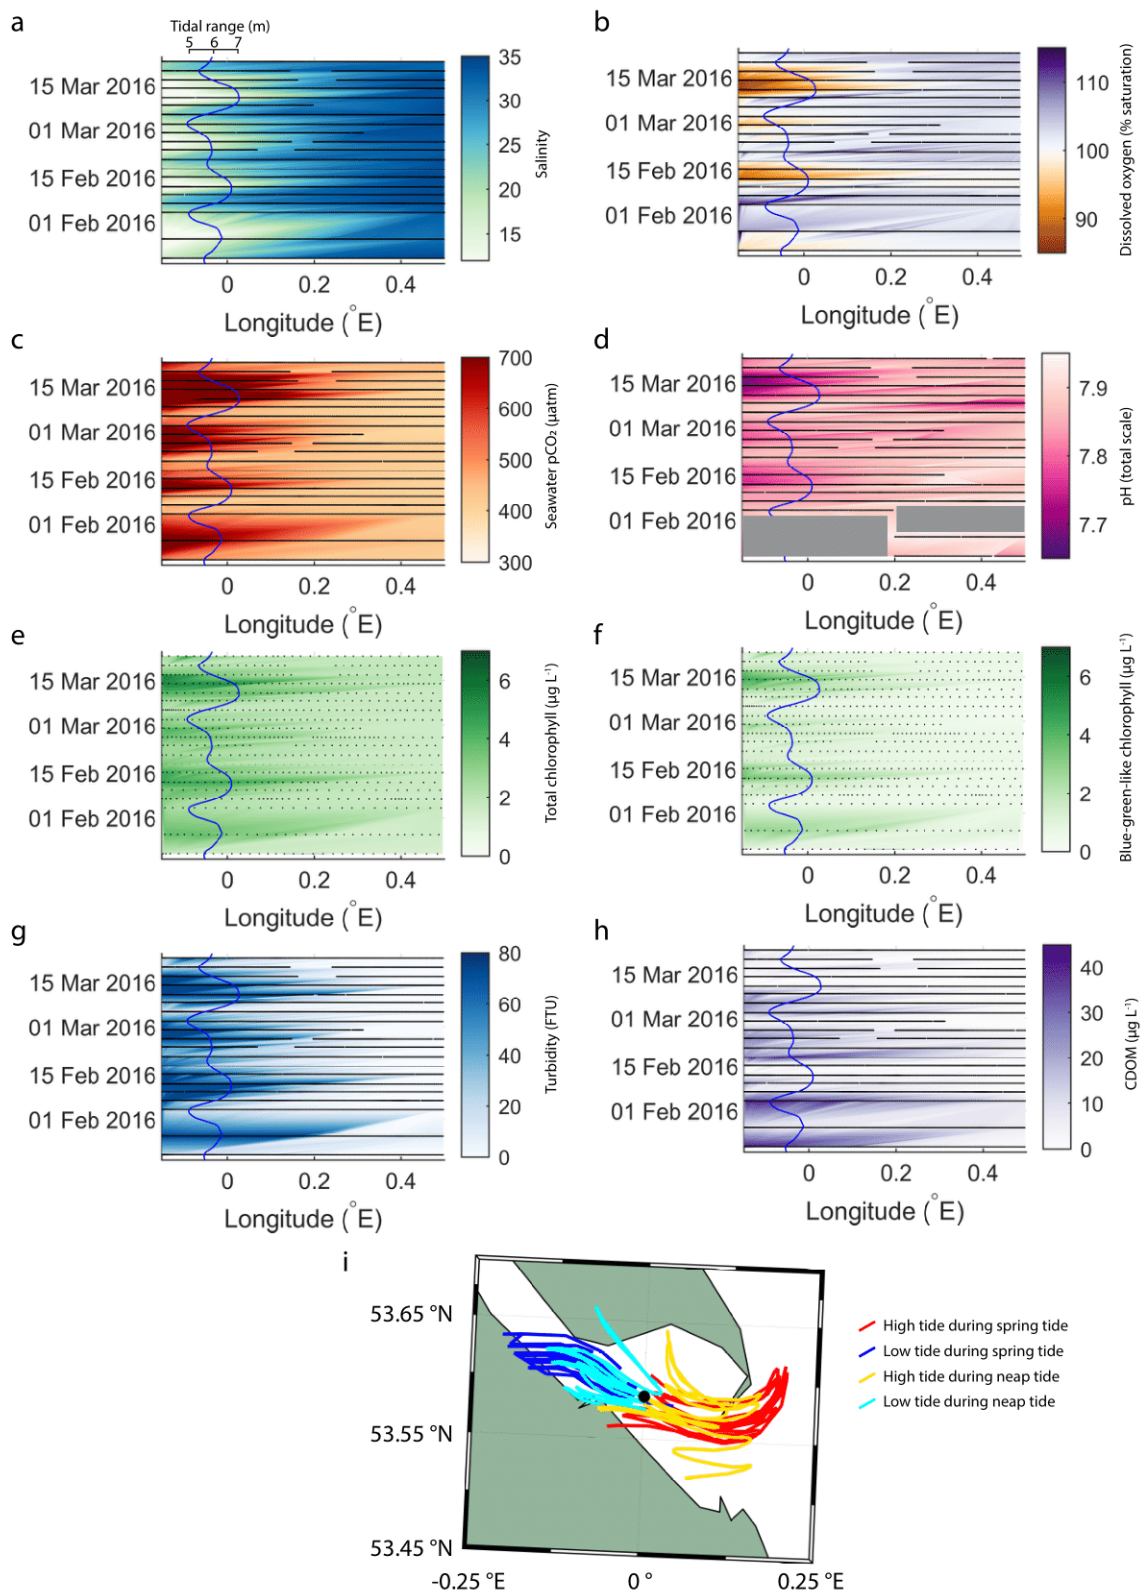 a
Tidal range (m)
5 6 7
15 Mar 2016
01 Mar 2016
15 Feb 2016
01 Feb 2016
0 0.2 0.4
Longitude (°E)
35
30
25
20
15
Salinity
b
15 Mar 2016
01 Mar 2016
15 Feb 2016
01 Feb 2016
0 0.2 0.4
Longitude (°E)
110
100
90
Dissolved oxygen (% saturation)
c
15 Mar 2016
01 Mar 2016
15 Feb 2016
01 Feb 2016
0 0.2 0.4
Longitude (°E)
700
600
500
400
300
Seawater pCO₂ (µatm)
d
15 Mar 2016
01 Mar 2016
15 Feb 2016
01 Feb 2016
0 0.2 0.4
Longitude (°E)
7.9
7.8
7.7
pH (total scale)
e
15 Mar 2016
01 Mar 2016
15 Feb 2016
01 Feb 2016
0 0.2 0.4
Longitude (°E)
6
4
2
0
Total chlorophyll (µg L⁻¹)
f
15 Mar 2016
01 Mar 2016
15 Feb 2016
01 Feb 2016
0 0.2 0.4
Longitude (°E)
6
4
2
0
Blue-green-like chlorophyll (µg L⁻¹)
g
15 Mar 2016
01 Mar 2016
15 Feb 2016
01 Feb 2016
0 0.2 0.4
Longitude (°E)
80
60
40
20
0
Turbidity (FTU)
h
15 Mar 2016
01 Mar 2016
15 Feb 2016
01 Feb 2016
0 0.2 0.4
Longitude (°E)
40
30
20
10
0
CDOM (µg L⁻¹)
i
53.65 °N
53.55 °N
53.45 °N
-0.25 °E 0 ° 0.25 °E
High tide during spring tide
Low tide during spring tide
High tide during neap tide
Low tide during neap tide